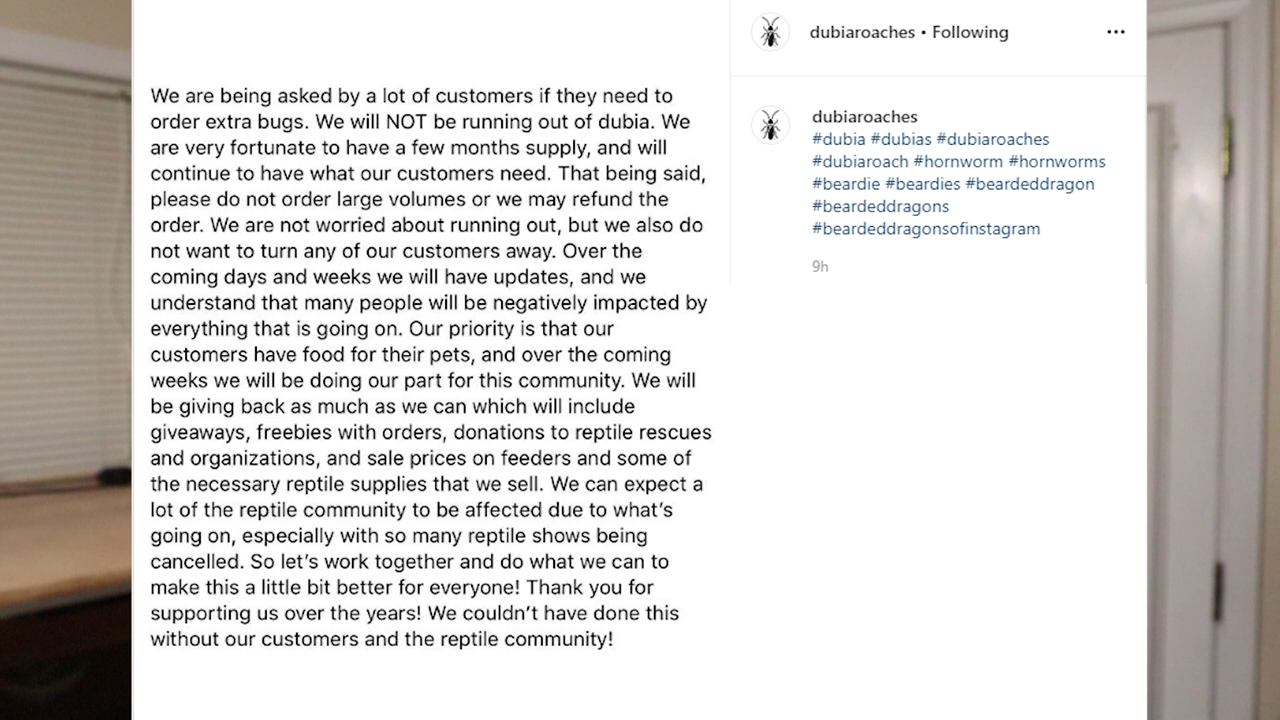 We are being asked by a lot of customers if they need to
order extra bugs. We will NOT be running out of dubia. We
are very fortunate to have a few months supply, and will
continue to have what our customers need. That being said,
please do not order large volumes or we may refund the
order. We are not worried about running out, but we also do
not want to turn any of our customers away. Over the
coming days and weeks we will have updates, and we
understand that many people will be negatively impacted by
everything that is going on. Our priority is that our
customers have food for their pets, and over the coming
weeks we will be doing our part for this community. We will
be giving back as much as we can which will include
giveaways, freebies with orders, donations to reptile rescues
and organizations, and sale prices on feeders and some of
the necessary reptile supplies that we sell. We can expect a
lot of the reptile community to be affected due to what's
going on, especially with so many reptile shows being
cancelled. So let's work together and do what we can to
make this a little bit better for everyone! Thank you for
supporting us over the years! We couldn't have done this
without our customers and the reptile community!
dubiaroaches • Following
dubiaroaches
#dubia #dubias #dubiaroaches
#dubiaroach #hornworm #hornworms
#beardie #beardies #beardeddragon
#beardeddragons
#beardeddragonsofinstagram
9h